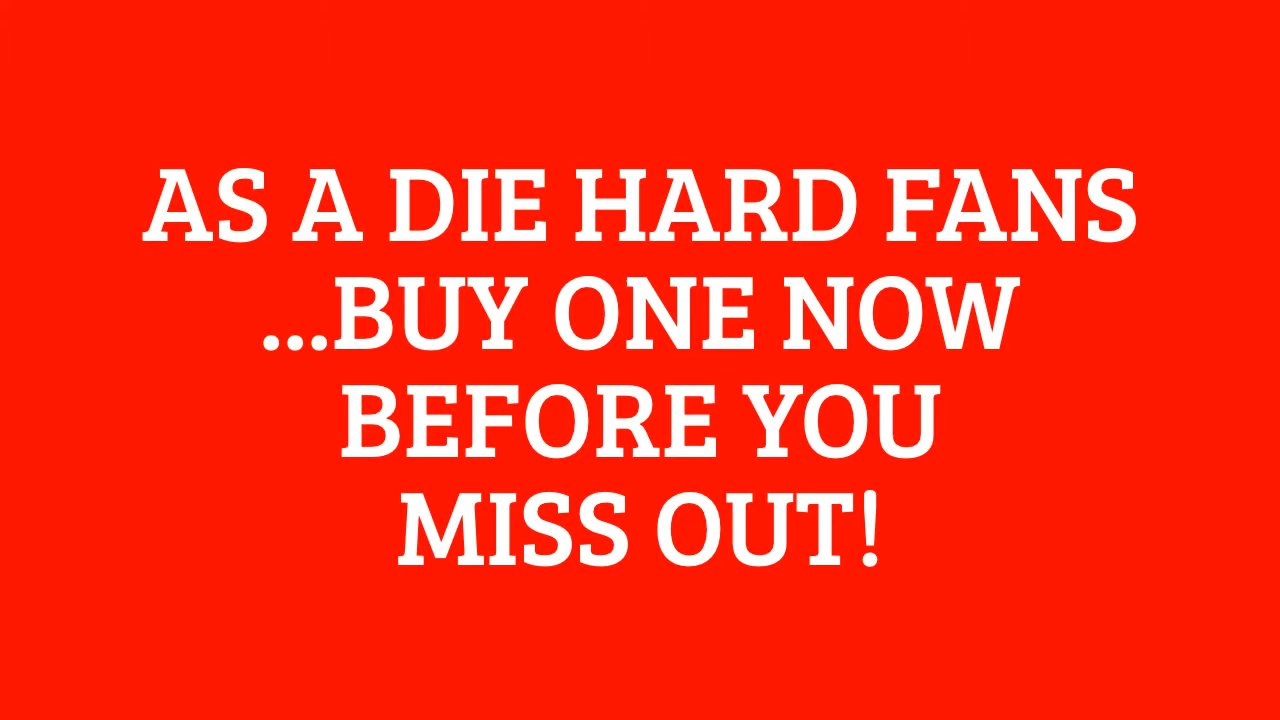 AS A DIE HARD FANS
...BUY ONE NOW
BEFORE YOU
MISS OUT!